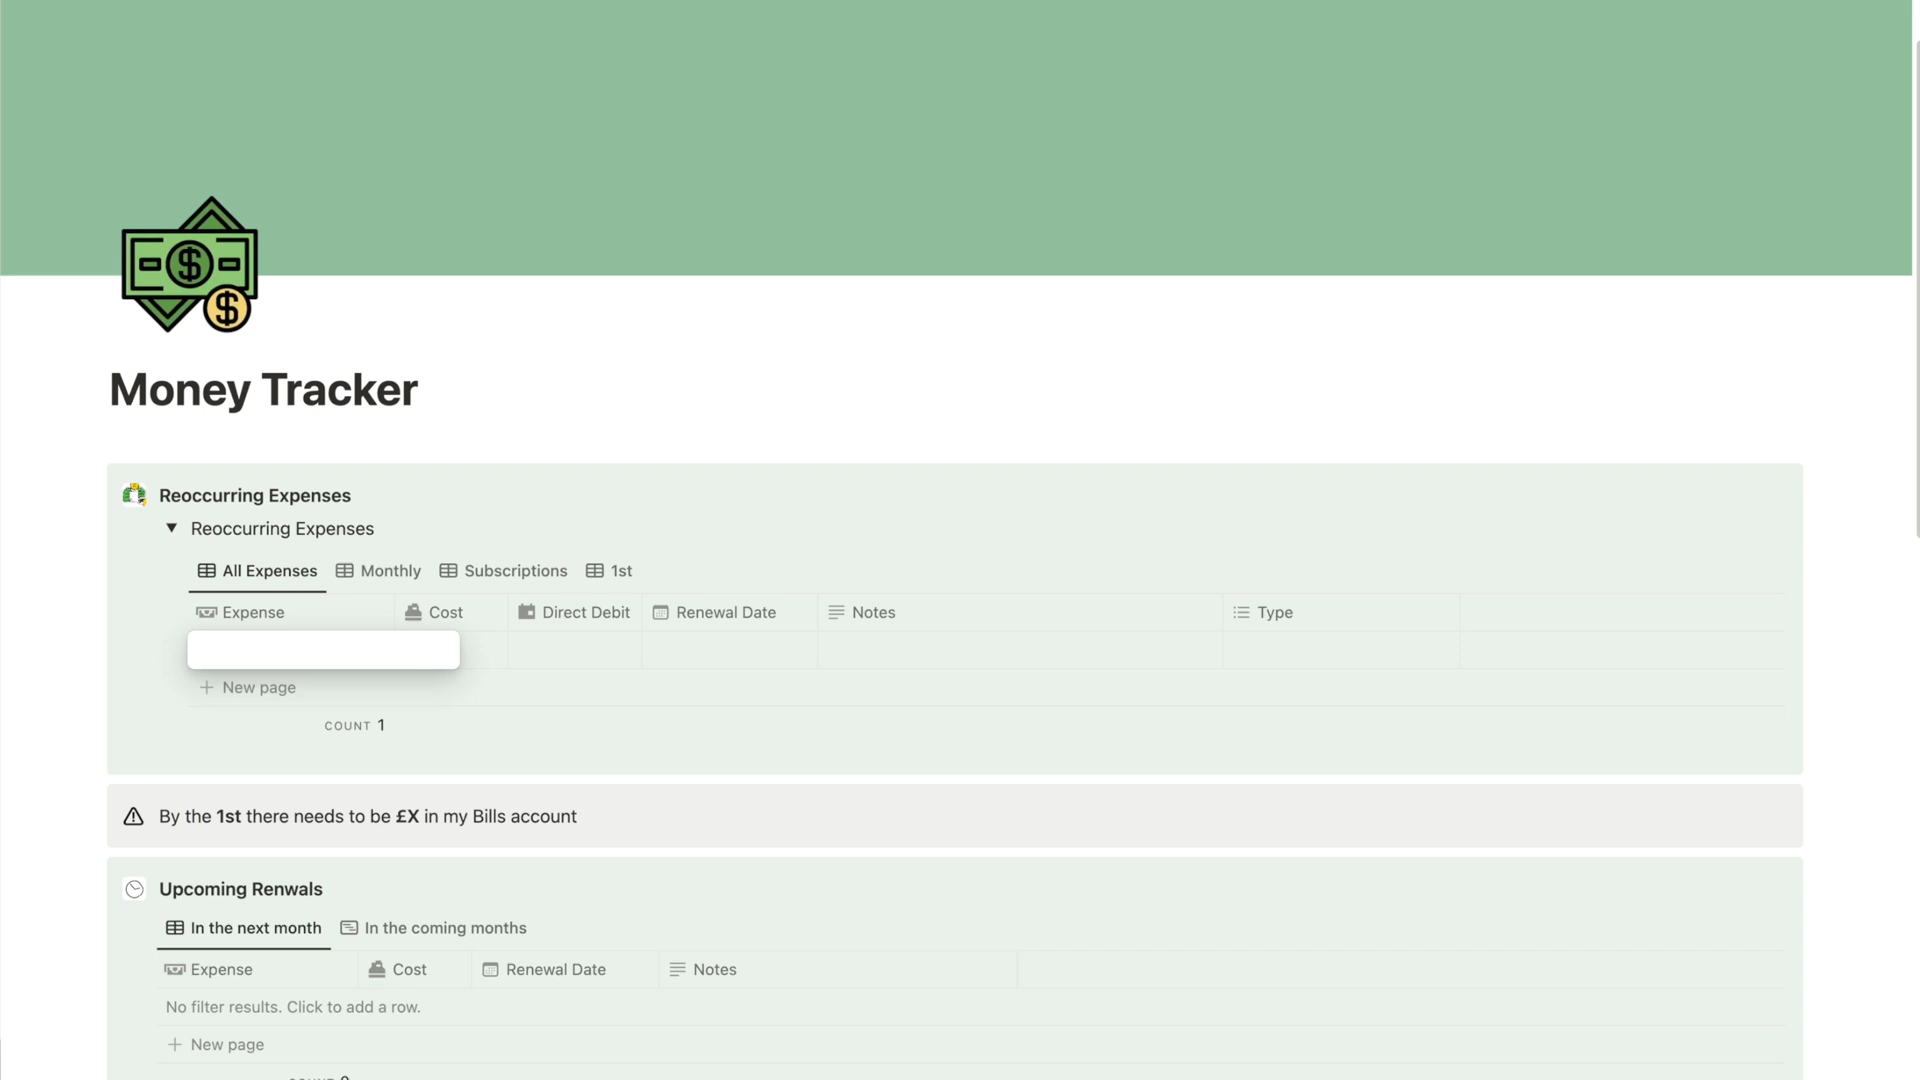 Money Tracker
Reoccurring Expenses
Reoccurring Expenses
All Expenses Monthly Subscriptions 1st
Expense Cost Direct Debit Renewal Date Notes Type
New page
COUNT 1
By the 1st there needs to be £X in my Bills account
Upcoming Renwals
In the next month In the coming months
Expense Cost Renewal Date Notes
No filter results. Click to add a row.
New page